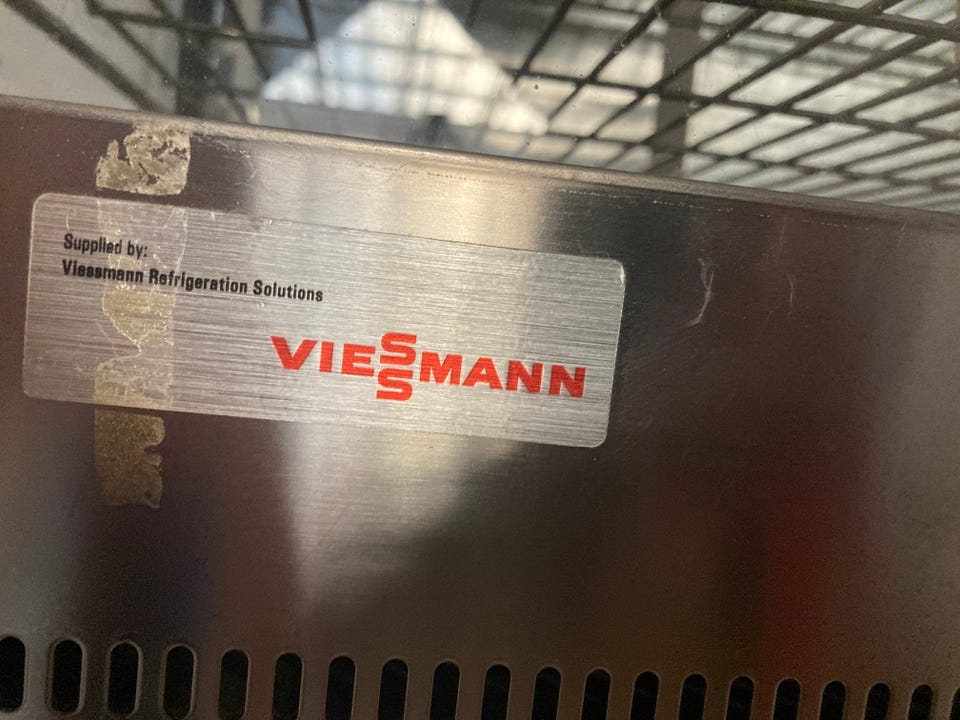 Supplied by:
Viessmann Refrigeration Solutions
VIESSMANN